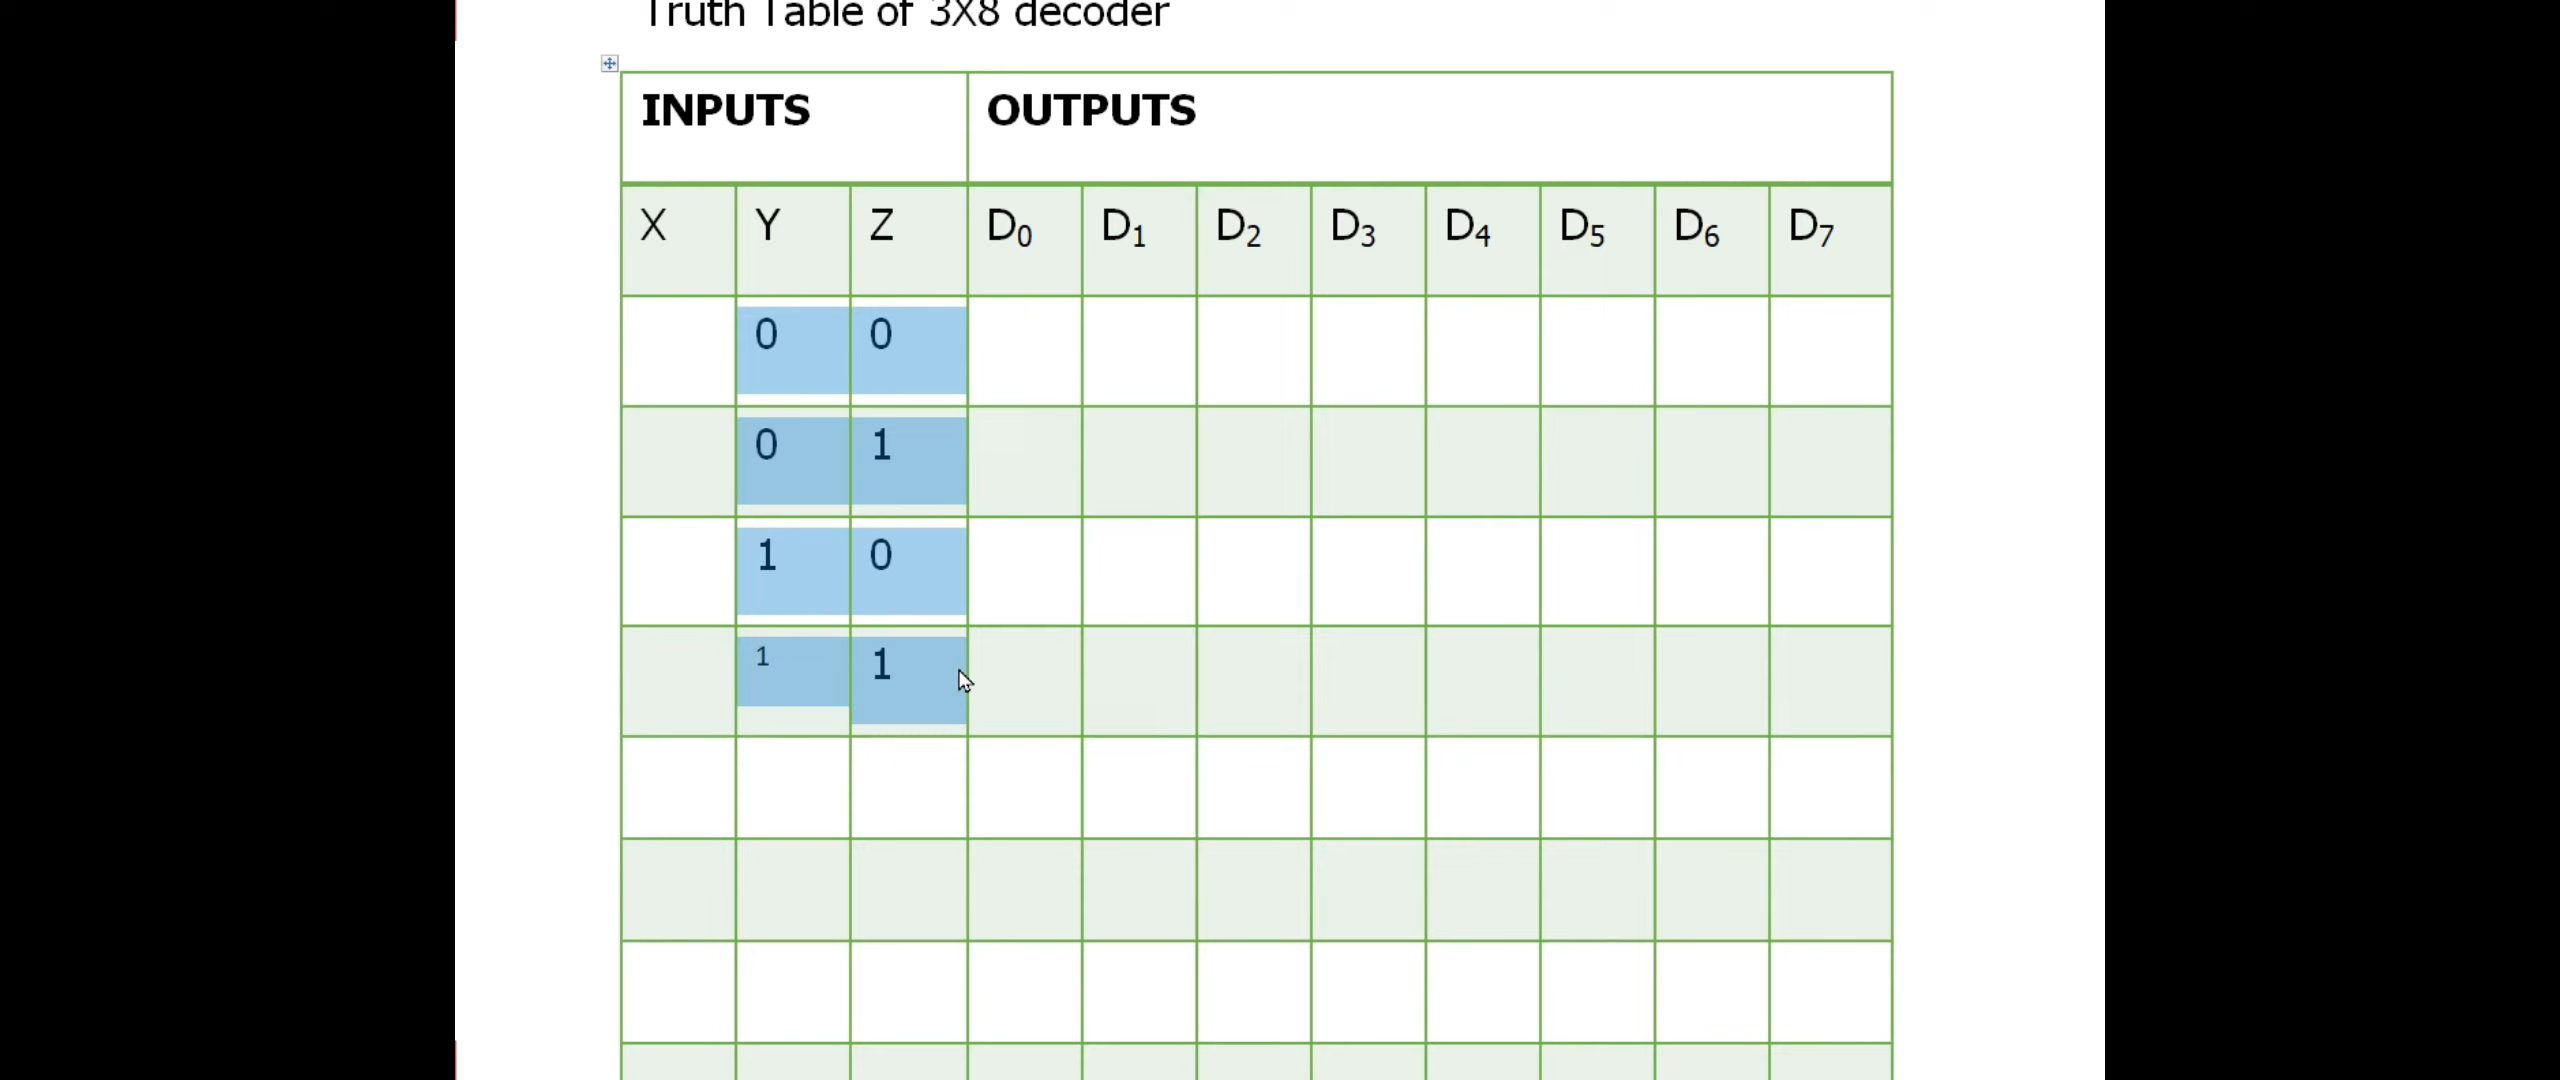 Truth Table of 3X8 decoder
INPUTS OUTPUTS
X Y Z D₀ D₁ D₂ D₃ D₄ D₅ D₆ D₇
0 0
0 1
1 0
1 1